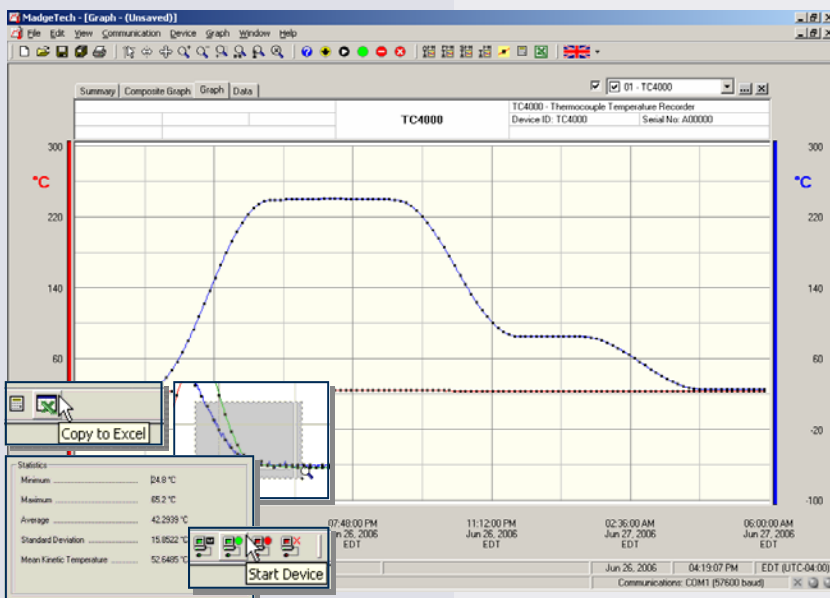 MadgeTech - [Graph - (Unsaved)]
File Edit View Communication Device Graph Window Help
Summary Composite Graph Graph Data
01 - TC4000
TC4000
TC4000 - Thermocouple Temperature Recorder
Device ID: TC4000 Serial No: A00000
300 300
°C °C
220 220
140 140
60 60
-20
-100
Copy to Excel
Statistics
Minimum 24.8 °C
Maximum 65.2 °C
Average 42.2939 °C
Standard Deviation 15.8522 °C
Mean Kinetic Temperature 52.6485 °C
Start Device
07:48:00 PM 11:12:00 PM 02:36:00 AM 06:00:00 AM
26, 2006 Jun 26, 2006 Jun 27, 2006 Jun 27, 2006
EDT EDT EDT EDT
Jun 26, 2006 04:19:07 PM EDT (UTC-04:00)
Communications: COM1 (57600 baud)